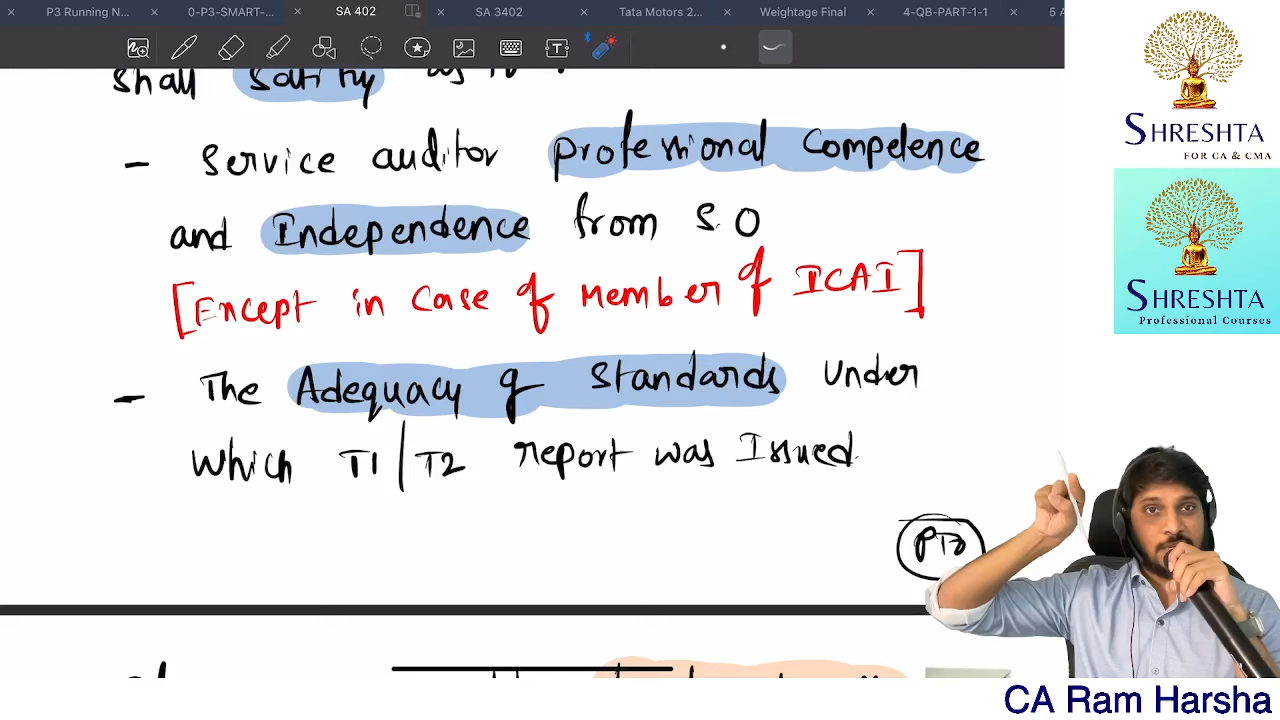 P3 Running N...
0-P3-SMART-...
SA 402
SA 3402
Tata Motors 2...
Weightage Final
4-QB-PART-1-1
5
shall satisfy
- Service auditor professional Competence
and Independence from S.O
[Except in case of member of ICAI]
- The Adequacy of standards under
which T1/T2 report was Issued
PTO
SHRESHTA
FOR CA & CMA
SHRESHTA
Professional Courses
CA Ram Harsha